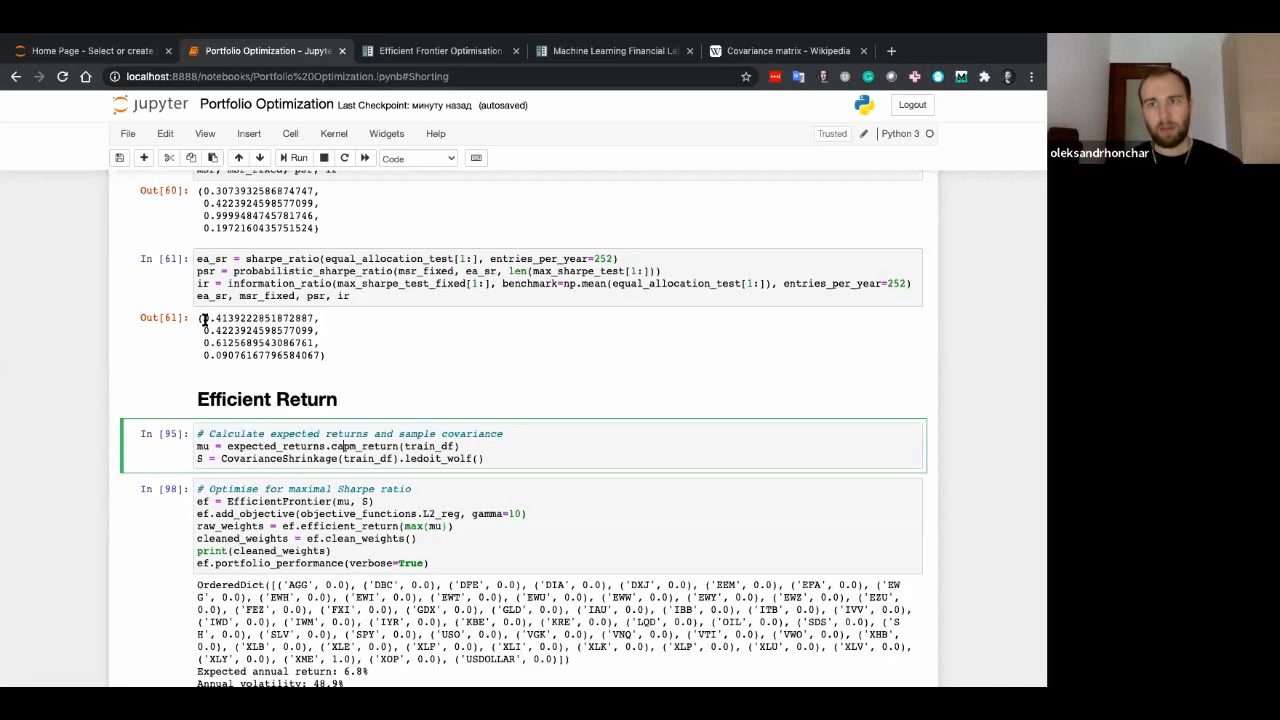 Home Page - Select or create
Portfolio Optimization - Jupyte
Efficient Frontier Optimisation
Machine Learning Financial La
Covariance matrix - Wikipedia
localhost:8888/notebooks/Portfolio%20Optimization.ipynb#Shorting
jupyter Portfolio Optimization Last Checkpoint: минуту назад (autosaved)
Logout
File Edit View Insert Cell Kernel Widgets Help
Trusted Python 3
Run Code
msr, msr_fixed, psr, ir
Out[60]: (0.3073932586874747,
0.4223924598577099,
0.9999484745781746,
0.1972160435751524)
In [61]: ea_sr = sharpe_ratio(equal_allocation_test[1:], entries_per_year=252)
psr = probabilistic_sharpe_ratio(msr_fixed, ea_sr, len(max_sharpe_test[1:]))
ir = information_ratio(max_sharpe_test_fixed[1:], benchmark=np.mean(equal_allocation_test[1:]), entries_per_year=252)
ea_sr, msr_fixed, psr, ir
Out[61]: (0.4139222851872887,
0.4223924598577099,
0.6125689543086761,
0.09076167796584067)
Efficient Return
In [95]: # Calculate expected returns and sample covariance
mu = expected_returns.capm_return(train_df)
S = CovarianceShrinkage(train_df).ledoit_wolf()
In [98]: # Optimise for maximal Sharpe ratio
ef = EfficientFrontier(mu, S)
ef.add_objective(objective_functions.L2_reg, gamma=10)
raw_weights = ef.efficient_return(max(mu))
cleaned_weights = ef.clean_weights()
print(cleaned_weights)
ef.portfolio_performance(verbose=True)
OrderedDict([('AGG', 0.0), ('DBC', 0.0), ('DFE', 0.0), ('DIA', 0.0), ('DXJ', 0.0), ('EEM', 0.0), ('EFA', 0.0), ('EW
G', 0.0), ('EWH', 0.0), ('EWI', 0.0), ('EWT', 0.0), ('EWU', 0.0), ('EWW', 0.0), ('EWY', 0.0), ('EWZ', 0.0), ('EZU',
0.0), ('FEZ', 0.0), ('FXI', 0.0), ('GDX', 0.0), ('GLD', 0.0), ('IAU', 0.0), ('IBB', 0.0), ('ITB', 0.0), ('IVV', 0.0),
('IWD', 0.0), ('IWM', 0.0), ('IYR', 0.0), ('KBE', 0.0), ('KRE', 0.0), ('LQD', 0.0), ('OIL', 0.0), ('SDS', 0.0), ('S
H', 0.0), ('SLV', 0.0), ('SPY', 0.0), ('USO', 0.0), ('VGK', 0.0), ('VNQ', 0.0), ('VTI', 0.0), ('VWO', 0.0), ('XHB',
0.0), ('XLB', 0.0), ('XLE', 0.0), ('XLF', 0.0), ('XLI', 0.0), ('XLK', 0.0), ('XLP', 0.0), ('XLU', 0.0), ('XLV', 0.0),
('XLY', 0.0), ('XME', 1.0), ('XOP', 0.0), ('USDOLLAR', 0.0)])
Expected annual return: 6.8%
Annual volatility: 48.9%
oleksandrhonchar